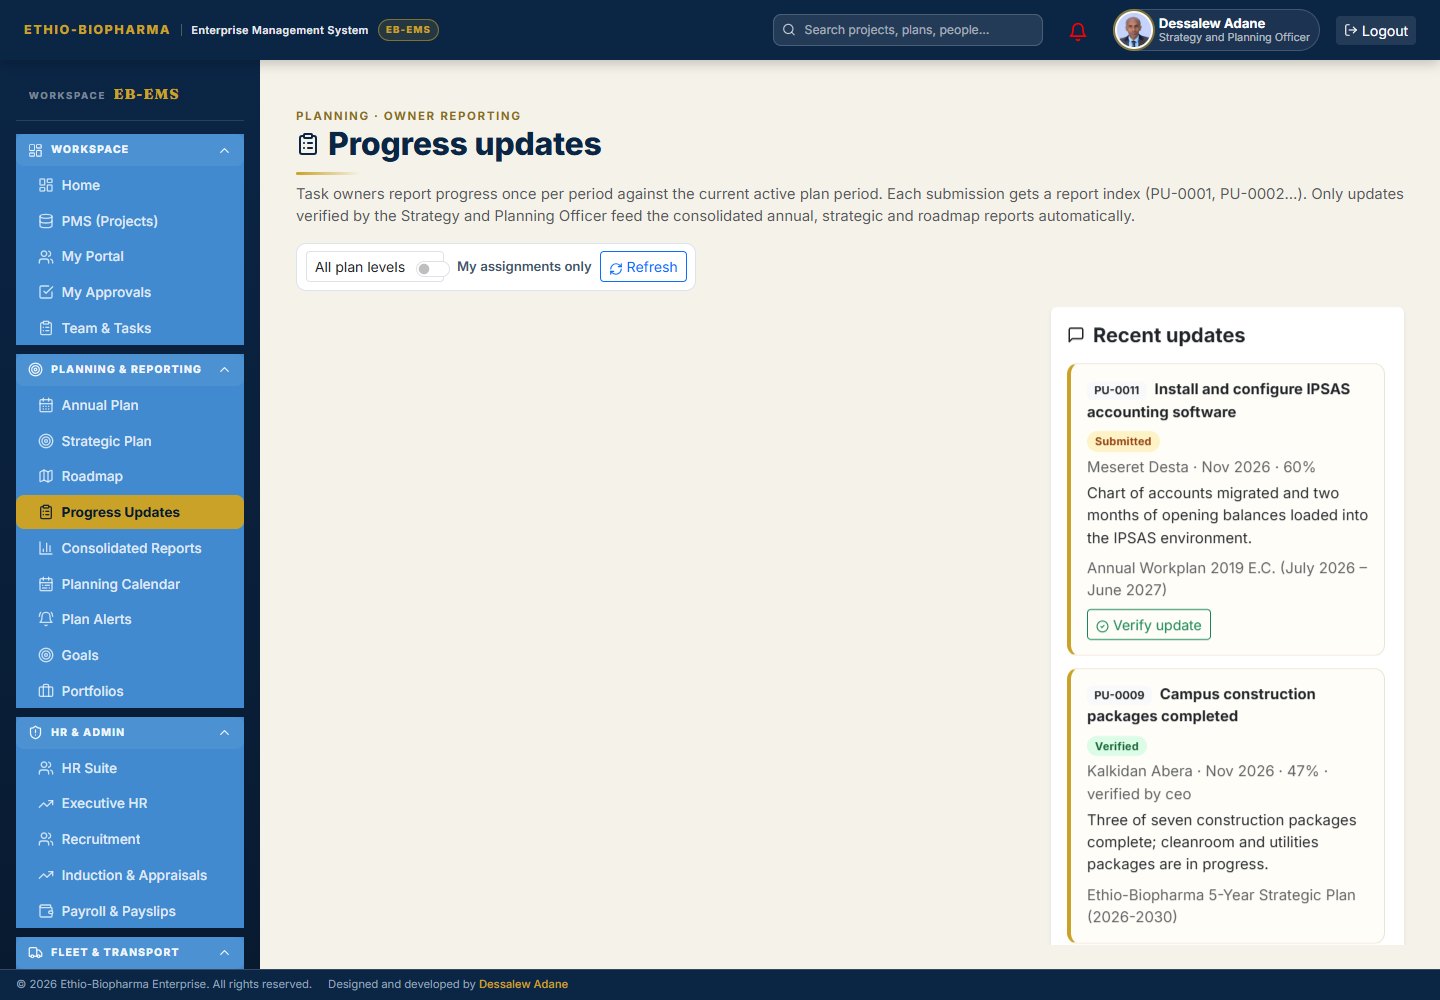 ETHIO-BIOPHARMA
Enterprise Management System
EB-EMS
Search projects, plans, people...
Dessalew Adane
Strategy and Planning Officer
Logout
WORKSPACE EB-EMS
WORKSPACE
Home
PMS (Projects)
My Portal
My Approvals
Team & Tasks
PLANNING & REPORTING
Annual Plan
Strategic Plan
Roadmap
Progress Updates
Consolidated Reports
Planning Calendar
Plan Alerts
Goals
Portfolios
HR & ADMIN
HR Suite
Executive HR
Recruitment
Induction & Appraisals
Payroll & Payslips
FLEET & TRANSPORT
PLANNING · OWNER REPORTING
Progress updates
Task owners report progress once per period against the current active plan period. Each submission gets a report index (PU-0001, PU-0002…). Only updates
verified by the Strategy and Planning Officer feed the consolidated annual, strategic and roadmap reports automatically.
All plan levels
My assignments only
Refresh
Recent updates
PU-0011 Install and configure IPSAS
accounting software
Submitted
Meseret Desta · Nov 2026 · 60%
Chart of accounts migrated and two
months of opening balances loaded into
the IPSAS environment.
Annual Workplan 2019 E.C. (July 2026 –
June 2027)
Verify update
PU-0009 Campus construction
packages completed
Verified
Kalkidan Abera · Nov 2026 · 47% ·
verified by ceo
Three of seven construction packages
complete; cleanroom and utilities
packages are in progress.
Ethio-Biopharma 5-Year Strategic Plan
(2026-2030)
© 2026 Ethio-Biopharma Enterprise. All rights reserved.
Designed and developed by Dessalew Adane